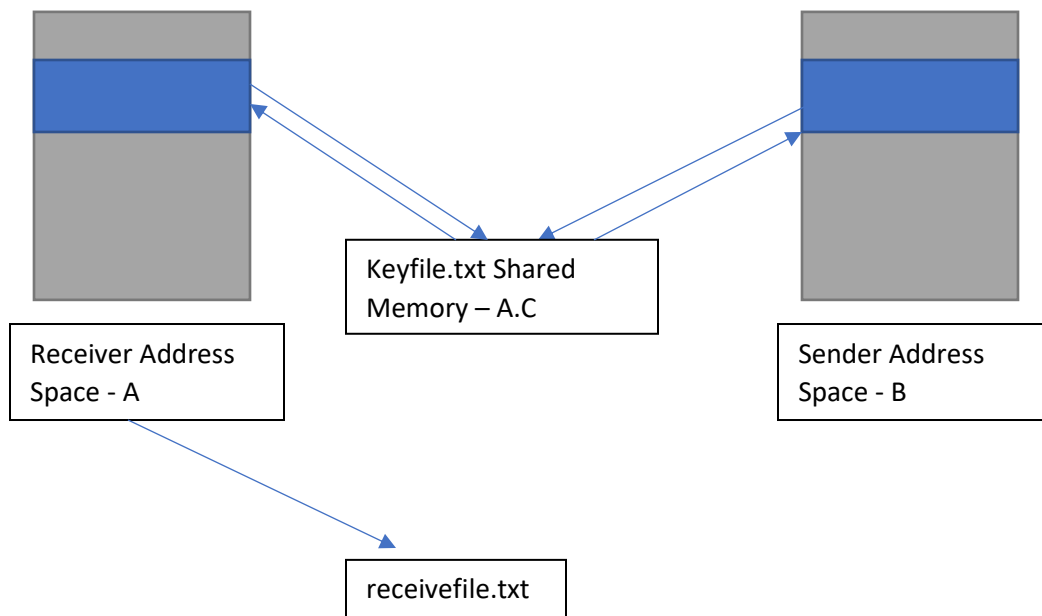 Keyfile.txt Shared
Memory – A.C
Receiver Address
Space - A
Sender Address
Space - B
receivefile.txt